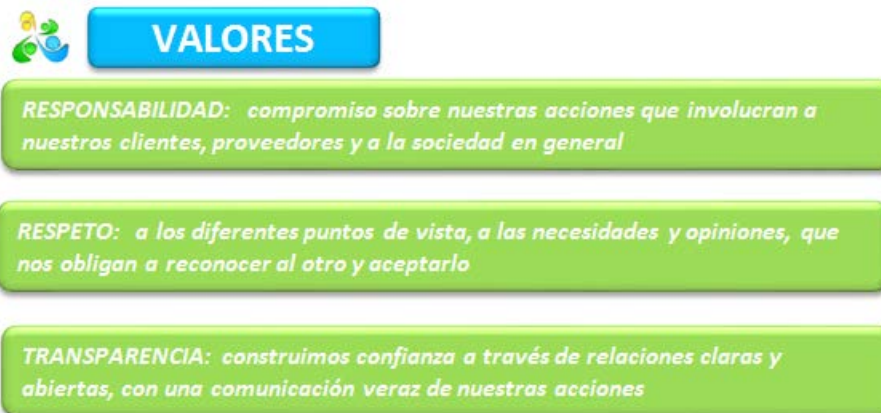 VALORES
RESPONSABILIDAD: compromiso sobre nuestras acciones que involucran a
nuestros clientes, proveedores y a la sociedad en general
RESPETO: a los diferentes puntos de vista, a las necesidades y opiniones, que
nos obligan a reconocer al otro y aceptarlo
TRANSPARENCIA: construimos confianza a través de relaciones claras y
abiertas, con una comunicación veraz de nuestras acciones